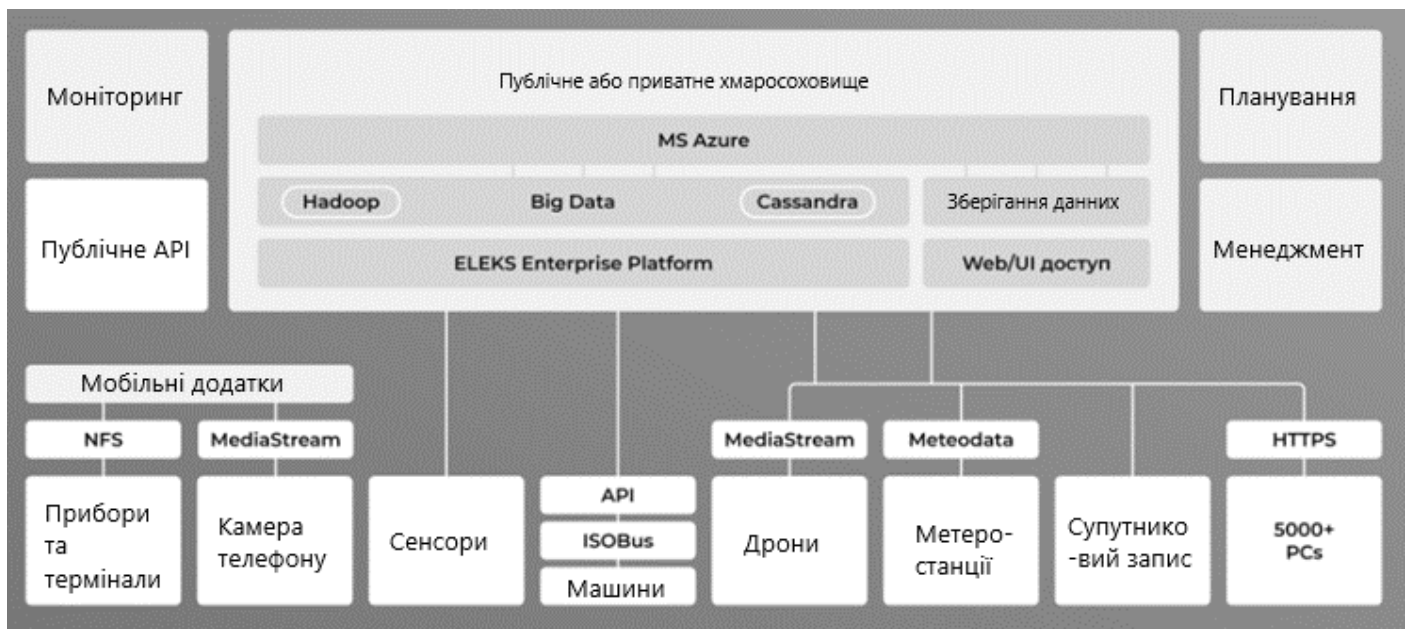 Моніторинг
Публічне або приватне хмаросоховище
Планування
MS Azure
Hadoop
Big Data
Cassandra
Зберігання данних
Публічне API
ELEKS Enterprise Platform
Web/UI доступ
Менеджмент
Мобільні додатки
NFS
MediaStream
MediaStream
Meteodata
HTTPS
Прибори
та
термінали
Камера
телефону
Сенсори
API
ISOBus
Машини
Дрони
Метеро-
станції
Супутнико
-вий запис
5000+
PCs